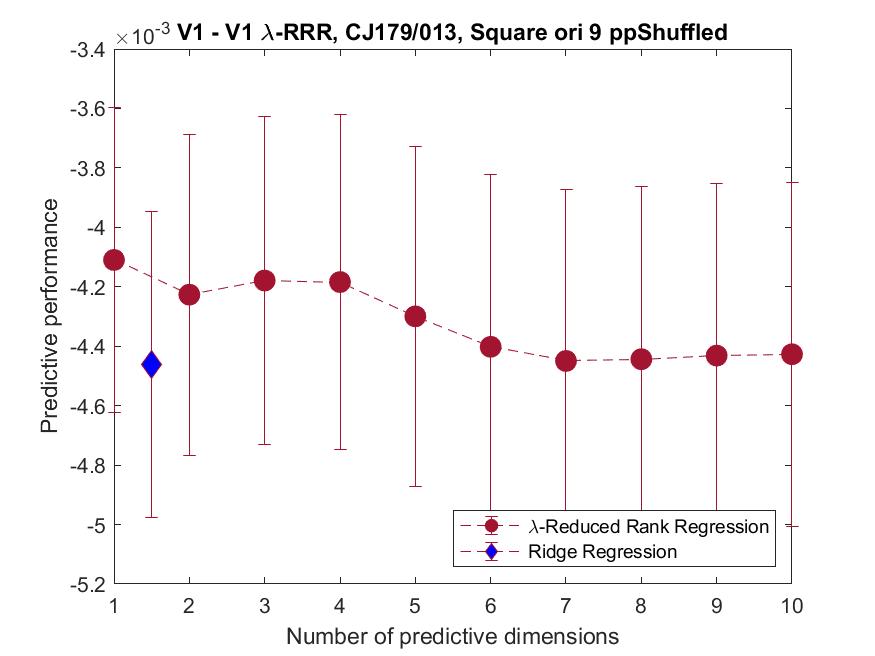 ×10-3 V1 - V1 λ-RRR, CJ179/013, Square ori 9 ppShuffled
-3.4
-3.6
-3.8
-4
-4.2
-4.4
-4.6
-4.8
-5
-5.2
Predictive performance
λ-Reduced Rank Regression
Ridge Regression
1 2 3 4 5 6 7 8 9 10
Number of predictive dimensions